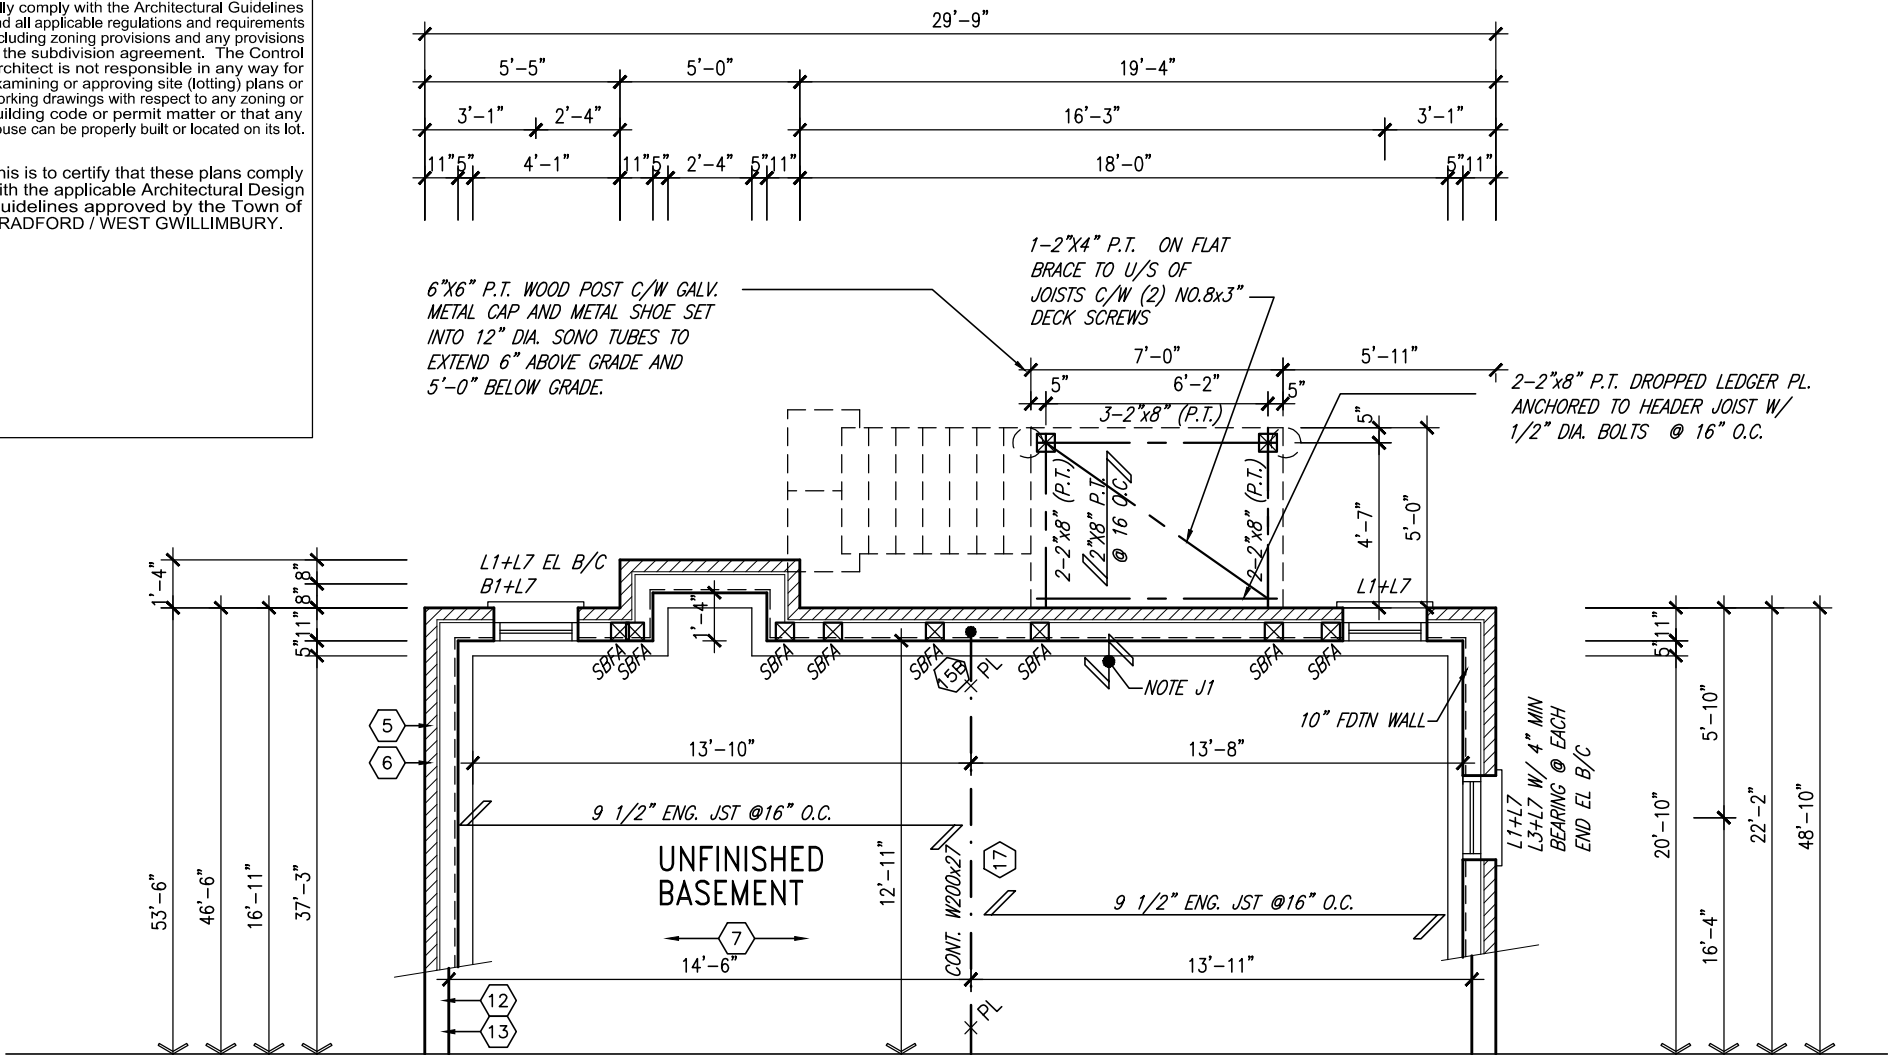 lly comply with the Architectural Guidelines
nd all applicable regulations and requirements
cluding zoning provisions and any provisions
the subdivision agreement. The Control
rchitect is not responsible in any way for
xamining or approving site (lotting) plans or
orking drawings with respect to any zoning or
uilding code or permit matter or that any
ouse can be properly built or located on its lot.
his is to certify that these plans comply
ith the applicable Architectural Design
uidelines approved by the Town of
RADFORD / WEST GWILLIMBURY.
29'-9"
5'-5" 5'-0" 19'-4"
3'-1" 2'-4" 16'-3" 3'-1"
11" 5" 4'-1" 11" 5" 2'-4" 5" 11" 18'-0" 5" 11"
6"X6" P.T. WOOD POST C/W GALV.
METAL CAP AND METAL SHOE SET
INTO 12" DIA. SONO TUBES TO
EXTEND 6" ABOVE GRADE AND
5'-0" BELOW GRADE.
1-2"X4" P.T. ON FLAT
BRACE TO U/S OF
JOISTS C/W (2) NO.8x3"
DECK SCREWS
7'-0" 5'-11"
5" 6'-2" 5"
3-2"x8" (P.T.)
2-2"x8" P.T. DROPPED LEDGER PL.
ANCHORED TO HEADER JOIST W/
1/2" DIA. BOLTS @ 16" O.C.
2-2"x8" (P.T.)
2"X8" P.T.
@ 16 O.C.
2-2"x8" (P.T.)
5"
4'-7"
5'-0"
L1+L7 EL B/C
B1+L7
L1+L7
1'-4"
8"
8"
11"
5"
1'-4"
SBFA SBFA SBFA SBFA SBFA SBFA SBFA SBFA
15B
PL
NOTE J1
10" FDTN WALL
5
6
13'-10" 13'-8"
9 1/2" ENG. JST @16" O.C.
UNFINISHED
BASEMENT
7
12'-11"
CONT. W200x27
17
9 1/2" ENG. JST @16" O.C.
14'-6" 13'-11"
12
13
PL
53'-6"
46'-6"
16'-11"
37'-3"
L1+L7
L3+L7 W/ 4" MIN
BEARING @ EACH
END EL B/C
11"
5"
20'-10"
5'-10"
16'-4"
22'-2"
48'-10"